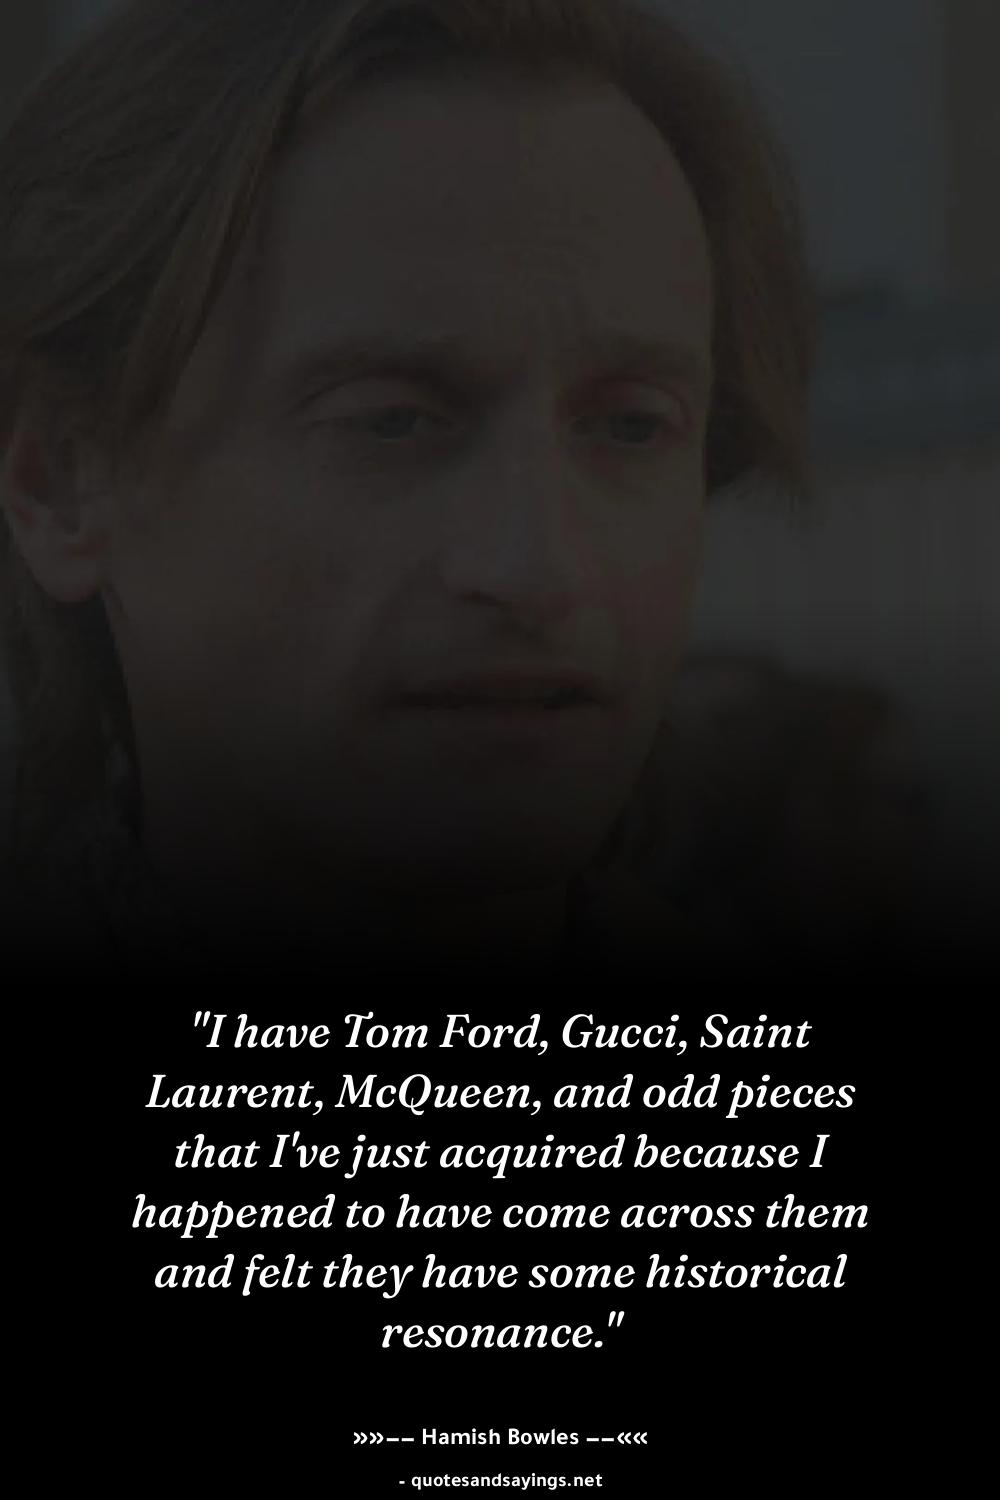 "I have Tom Ford, Gucci, Saint
Laurent, McQueen, and odd pieces
that I've just acquired because I
happened to have come across them
and felt they have some historical
resonance."
»»−− Hamish Bowles −−««
- quotesandsayings.net